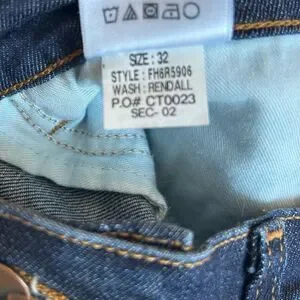 SIZE : 32
STYLE : FH6R5906
WASH : RENDALL
P.O# CT0023
SEC- 02